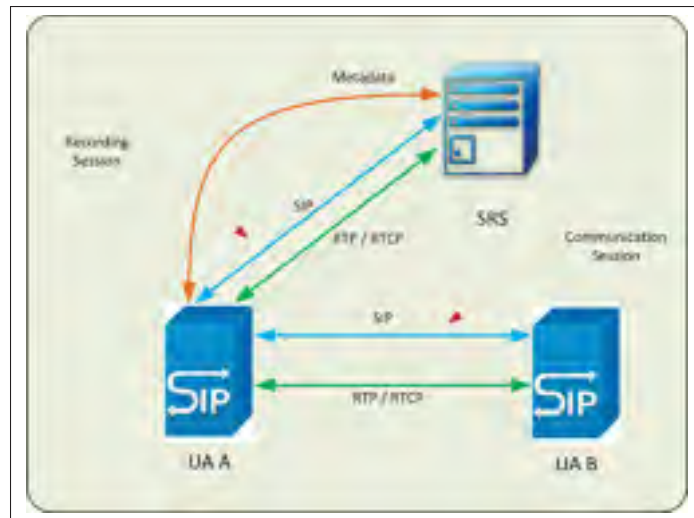 Metadata
Recording
Session
SIP
RTP / RTCP
SRS
Communication
Session
SIP
RTP / RTCP
SIP
SIP
UA A
UA B